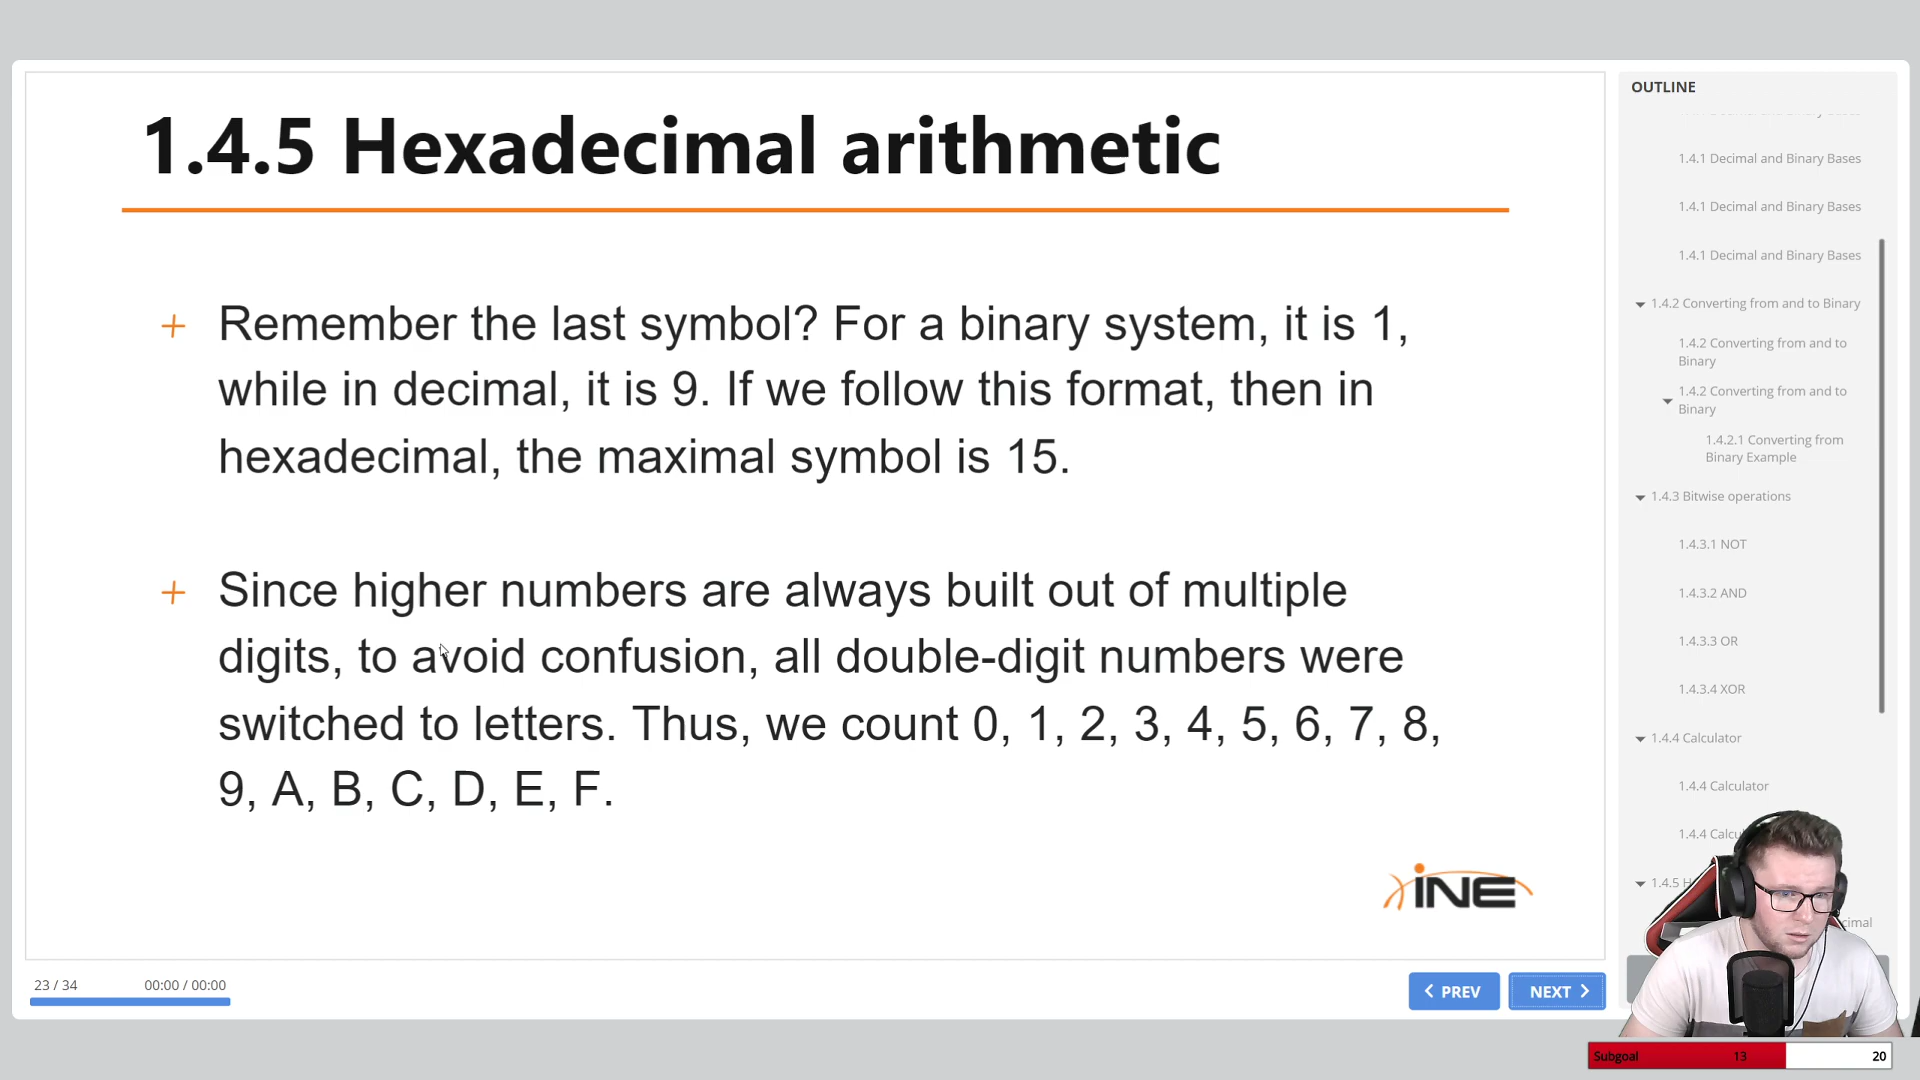 1.4.5 Hexadecimal arithmetic
+ Remember the last symbol? For a binary system, it is 1,
while in decimal, it is 9. If we follow this format, then in
hexadecimal, the maximal symbol is 15.
+ Since higher numbers are always built out of multiple
digits, to avoid confusion, all double-digit numbers were
switched to letters. Thus, we count 0, 1, 2, 3, 4, 5, 6, 7, 8,
9, A, B, C, D, E, F.
iNE
23 / 34
00:00 / 00:00
PREV
NEXT
OUTLINE
1.4.1 Decimal and Binary Bases
1.4.1 Decimal and Binary Bases
1.4.1 Decimal and Binary Bases
1.4.2 Converting from and to Binary
1.4.2 Converting from and to
Binary
1.4.2 Converting from and to
Binary
1.4.2.1 Converting from
Binary Example
1.4.3 Bitwise operations
1.4.3.1 NOT
1.4.3.2 AND
1.4.3.3 OR
1.4.3.4 XOR
1.4.4 Calculator
1.4.4 Calculator
1.4.4 Calcu
1.4.5 H
cimal
Subgoal 13 20